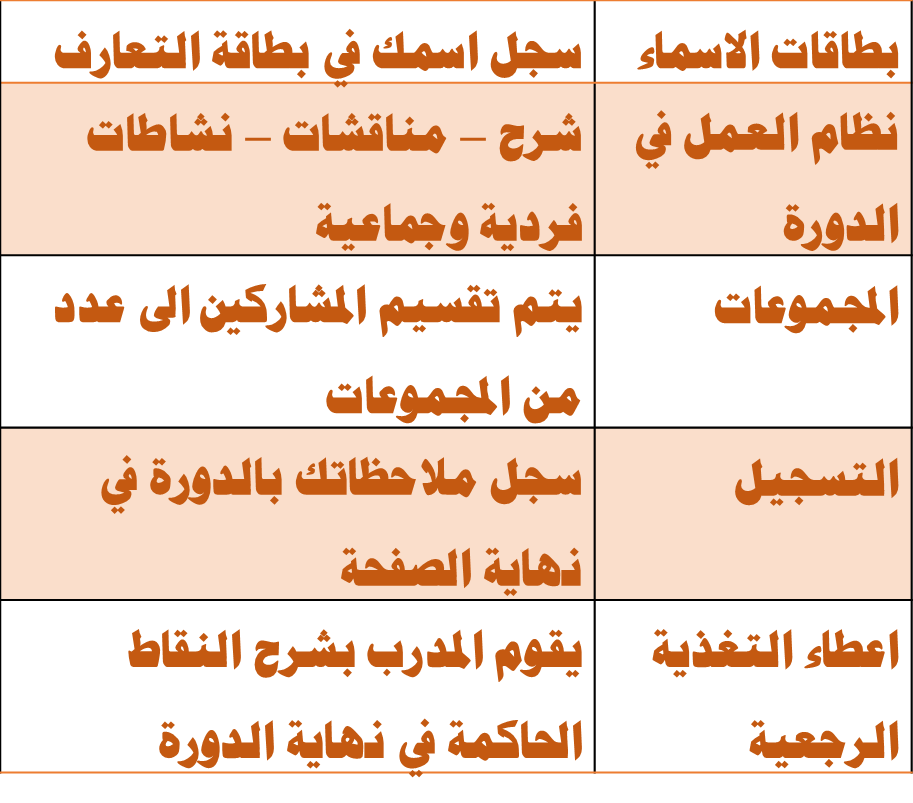 بطاقات الاسماء
سجل اسمك في بطاقة التعارف
نظام العمل في
الدورة
شرح – مناقشات – نشاطات
فردية وجماعية
المجموعات
يتم تقسيم المشاركين الى عدد
من المجموعات
التسجيل
سجل ملاحظاتك بالدورة في
نهاية الصفحة
اعطاء التغذية
الرجعية
يقوم المدرب بشرح النقاط
الحاكمة في نهاية الدورة